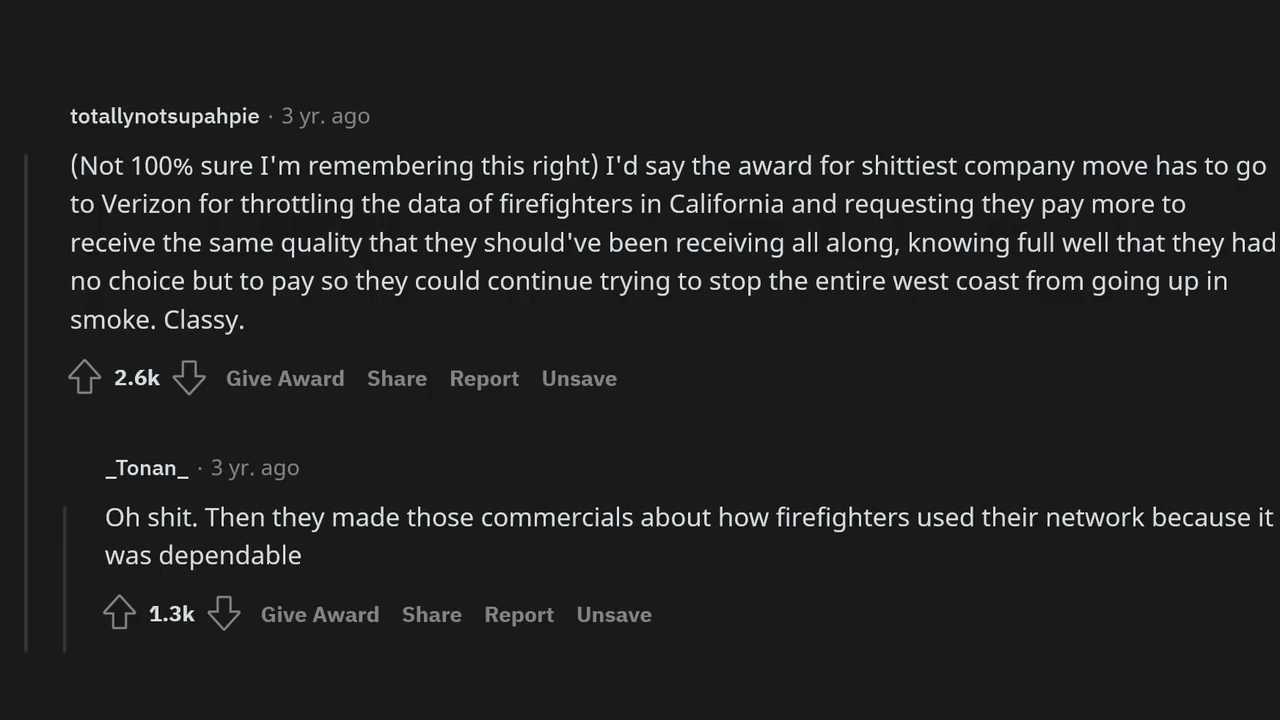 totallynotsupahpie · 3 yr. ago
(Not 100% sure I'm remembering this right) I'd say the award for shittiest company move has to go
to Verizon for throttling the data of firefighters in California and requesting they pay more to
receive the same quality that they should've been receiving all along, knowing full well that they had
no choice but to pay so they could continue trying to stop the entire west coast from going up in
smoke. Classy.
2.6k Give Award Share Report Unsave
_Tonan_ · 3 yr. ago
Oh shit. Then they made those commercials about how firefighters used their network because it
was dependable
1.3k Give Award Share Report Unsave